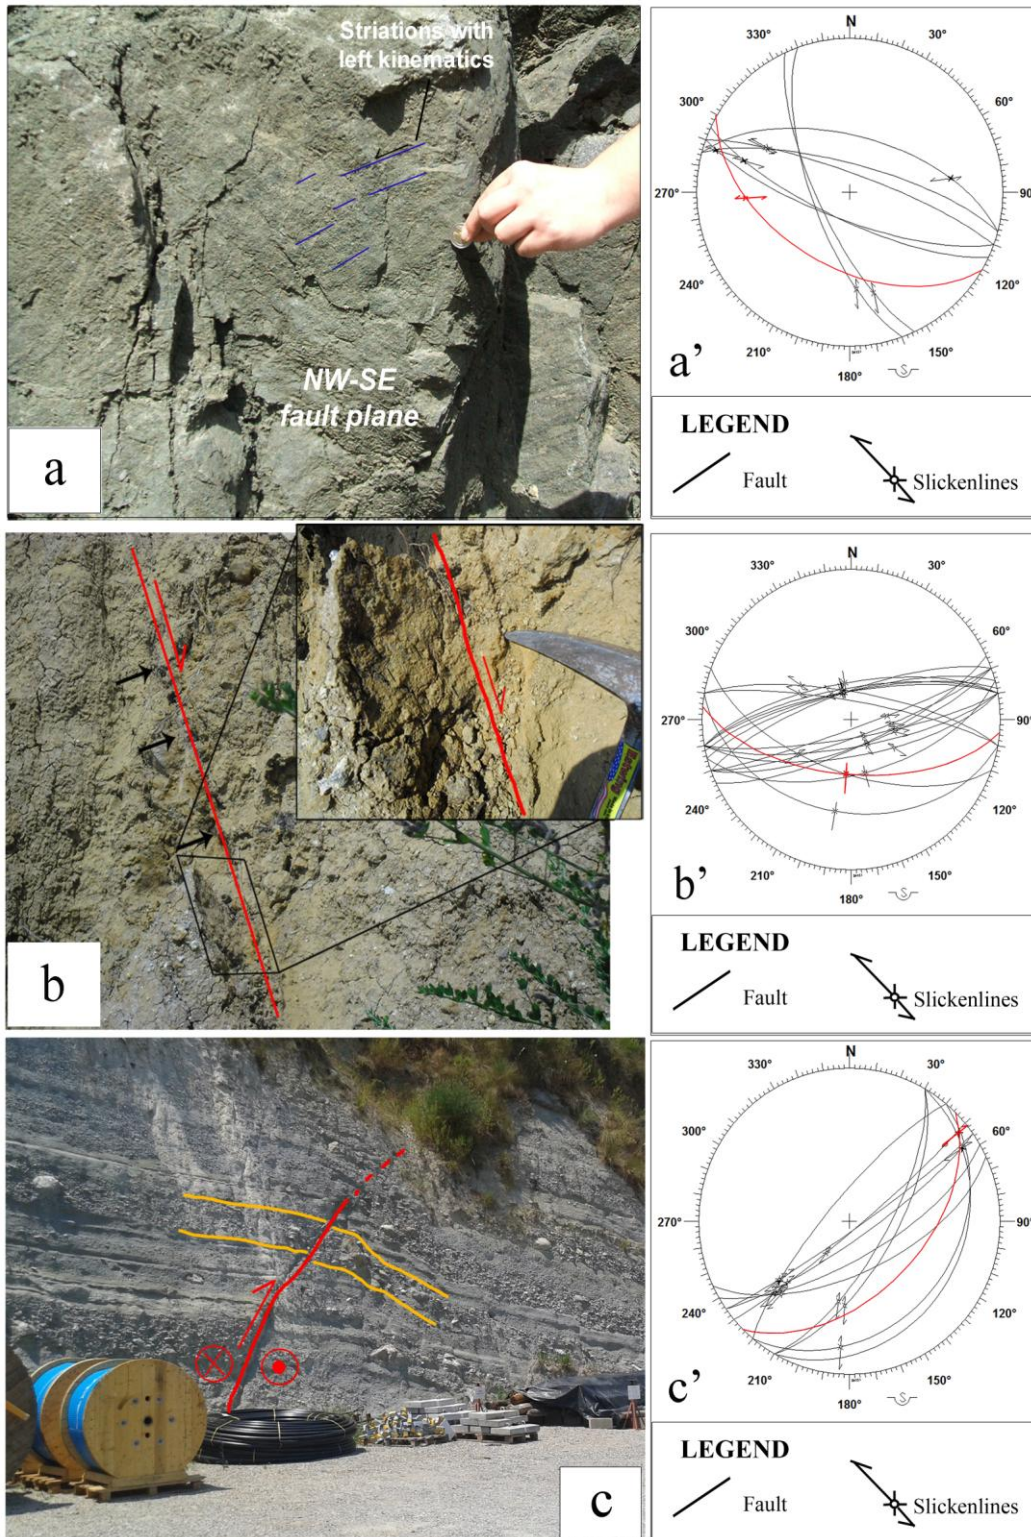 Striations with
left kinematics
NW-SE
fault plane
a
N
30°
60°
90°
120°
150°
180°
210°
240°
270°
300°
330°
a'
S
LEGEND
Fault
Slickenlines
b
N
30°
60°
90°
120°
150°
180°
210°
240°
270°
300°
330°
b'
S
LEGEND
Fault
Slickenlines
c
N
30°
60°
90°
120°
150°
180°
210°
240°
270°
300°
330°
c'
S
LEGEND
Fault
Slickenlines